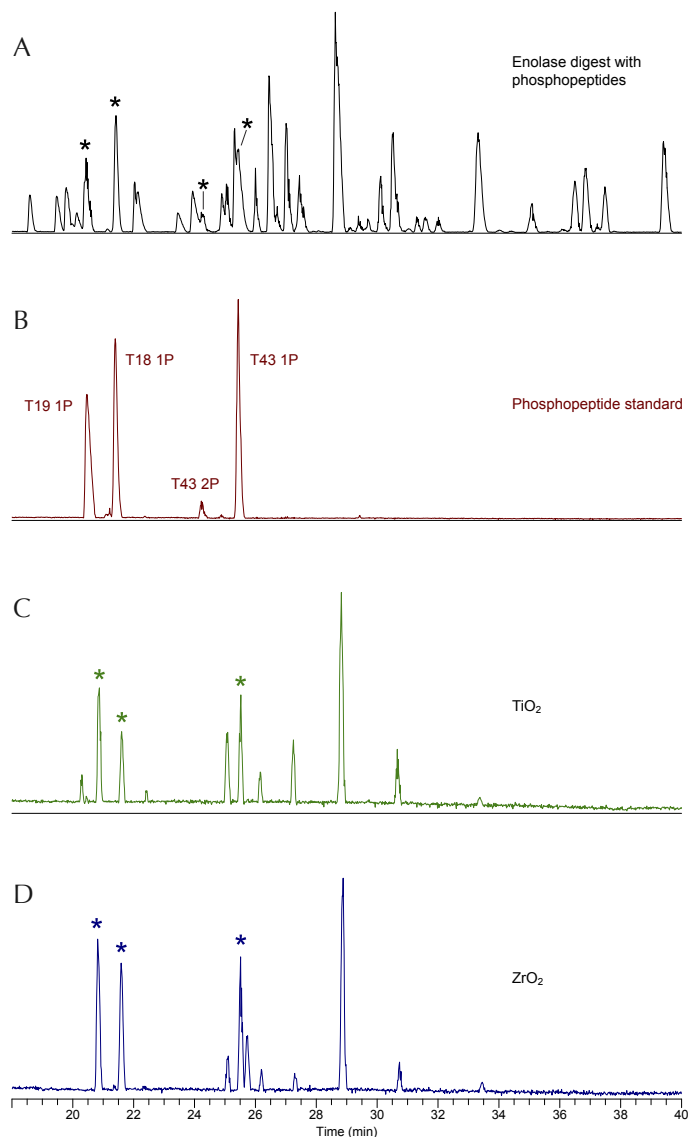 A
Enolase digest with
phosphopeptides
*
*
*
*
B
T18 1P
T43 1P
T19 1P
Phosphopeptide standard
T43 2P
C
*
*
*
TiO₂
D
*
*
*
ZrO₂
20 22 24 26 28 30 32 34 36 38 40
Time (min)